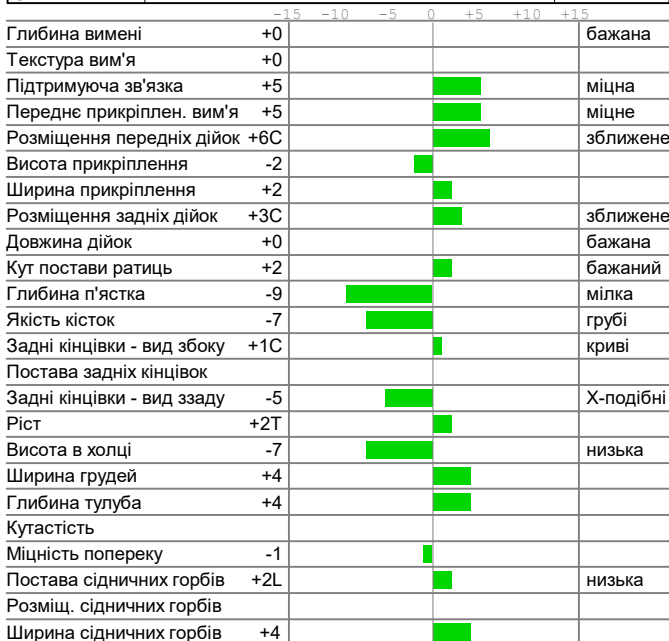 -15 -10 -5 0 +5 +10 +15
Глибина вимені +0 бажана
Текстура вим'я +0
Підтримуюча зв'язка +5 міцна
Переднє прикріплен. вим'я +5 міцне
Розміщення передніх дійок +6C зближене
Висота прикріплення -2
Ширина прикріплення +2
Розміщення задніх дійок +3C зближене
Довжина дійок +0 бажана
Кут постави ратиць +2 бажаний
Глибина п'ястка -9 мілка
Якість кісток -7 грубі
Задні кінцівки - вид збоку +1C криві
Постава задніх кінцівок
Задні кінцівки - вид ззаду -5 Х-подібні
Ріст +2T
Висота в холці -7 низька
Ширина грудей +4
Глибина тулуба +4
Кутастість
Міцність попереку -1
Постава сідничних горбів +2L низька
Розміщ. сідничних горбів
Ширина сідничних горбів +4